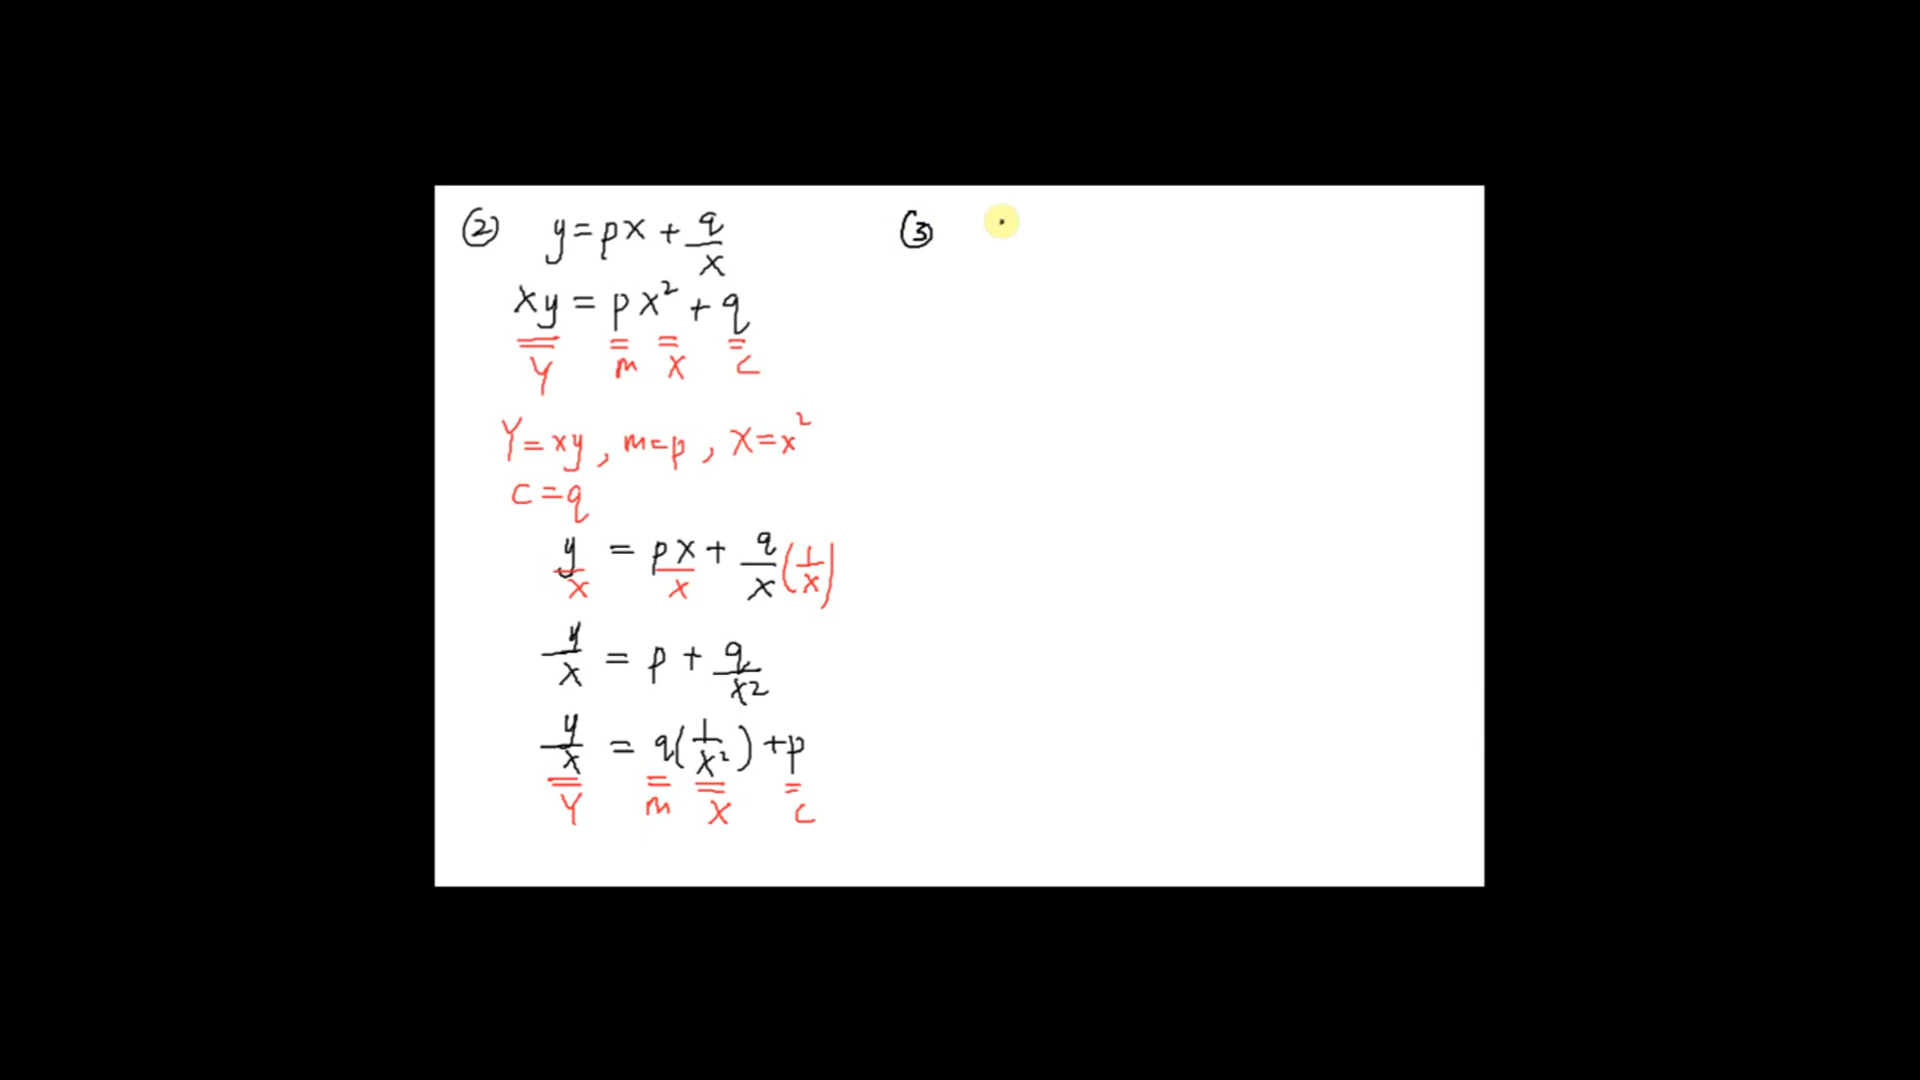 ② y = px + q/x
xy = px² + q
Y m X C
Y = xy , m = p , X = x²
C = q
y/x = px/x + q/x (1/x)
y/x = p + q/x²
y/x = q(1/x²) + p
Y m X C
③